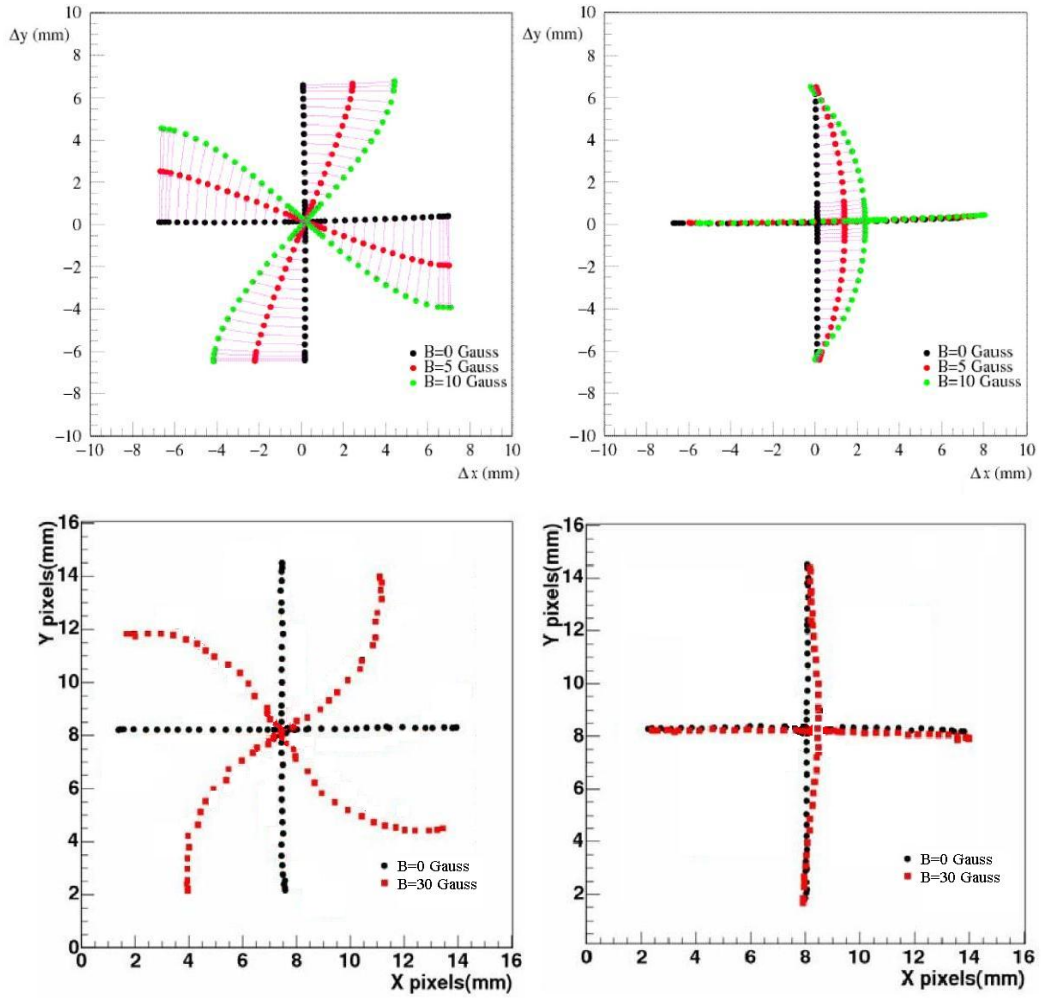 10
Δy (mm)
8
6
4
2
0
−2
−4
−6
−8
−10
B=0 Gauss
B=5 Gauss
B=10 Gauss
−10 −8 −6 −4 −2 0 2 4 6 8 10
Δx (mm)
10
Δy (mm)
8
6
4
2
0
−2
−4
−6
−8
−10
B=0 Gauss
B=5 Gauss
B=10 Gauss
−10 −8 −6 −4 −2 0 2 4 6 8 10
Δx (mm)
Y pixels(mm)
16
14
12
10
8
6
4
2
0
B=0 Gauss
B=30 Gauss
0 2 4 6 8 10 12 14 16
X pixels(mm)
Y pixels(mm)
16
14
12
10
8
6
4
2
0
B=0 Gauss
B=30 Gauss
0 2 4 6 8 10 12 14 16
X pixels(mm)